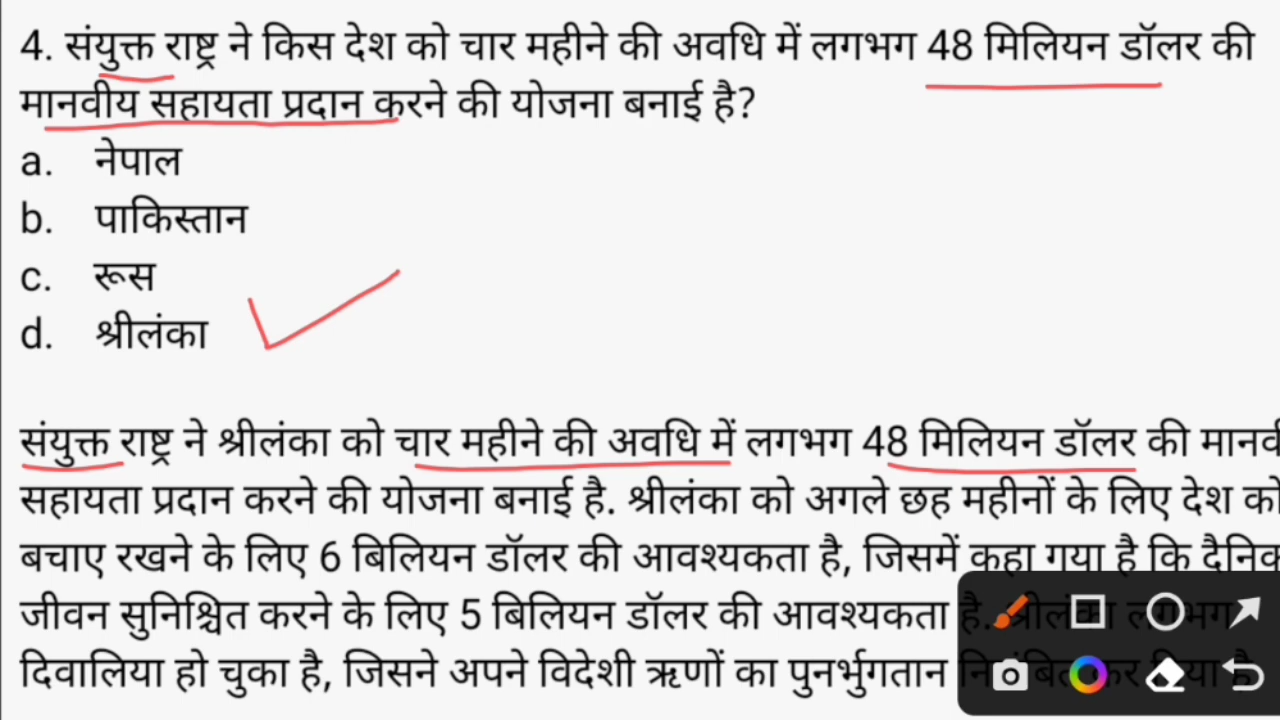 4. संयुक्त राष्ट्र ने किस देश को चार महीने की अवधि में लगभग 48 मिलियन डॉलर की
मानवीय सहायता प्रदान करने की योजना बनाई है?
a. नेपाल
b. पाकिस्तान
c. रूस
d. श्रीलंका
संयुक्त राष्ट्र ने श्रीलंका को चार महीने की अवधि में लगभग 48 मिलियन डॉलर की
सहायता प्रदान करने की योजना बनाई है. श्रीलंका को अगले छह महीनों के लिए देश को
बचाए रखने के लिए 6 बिलियन डॉलर की आवश्यकता है, जिसमें कहा गया है कि दैनिक
जीवन सुनिश्चित करने के लिए 5 बिलियन डॉलर की आवश्यकता है. श्रीलंका लगभग
दिवालिया हो चुका है, जिसने अपने विदेशी ऋणों का पुनर्भुगतान